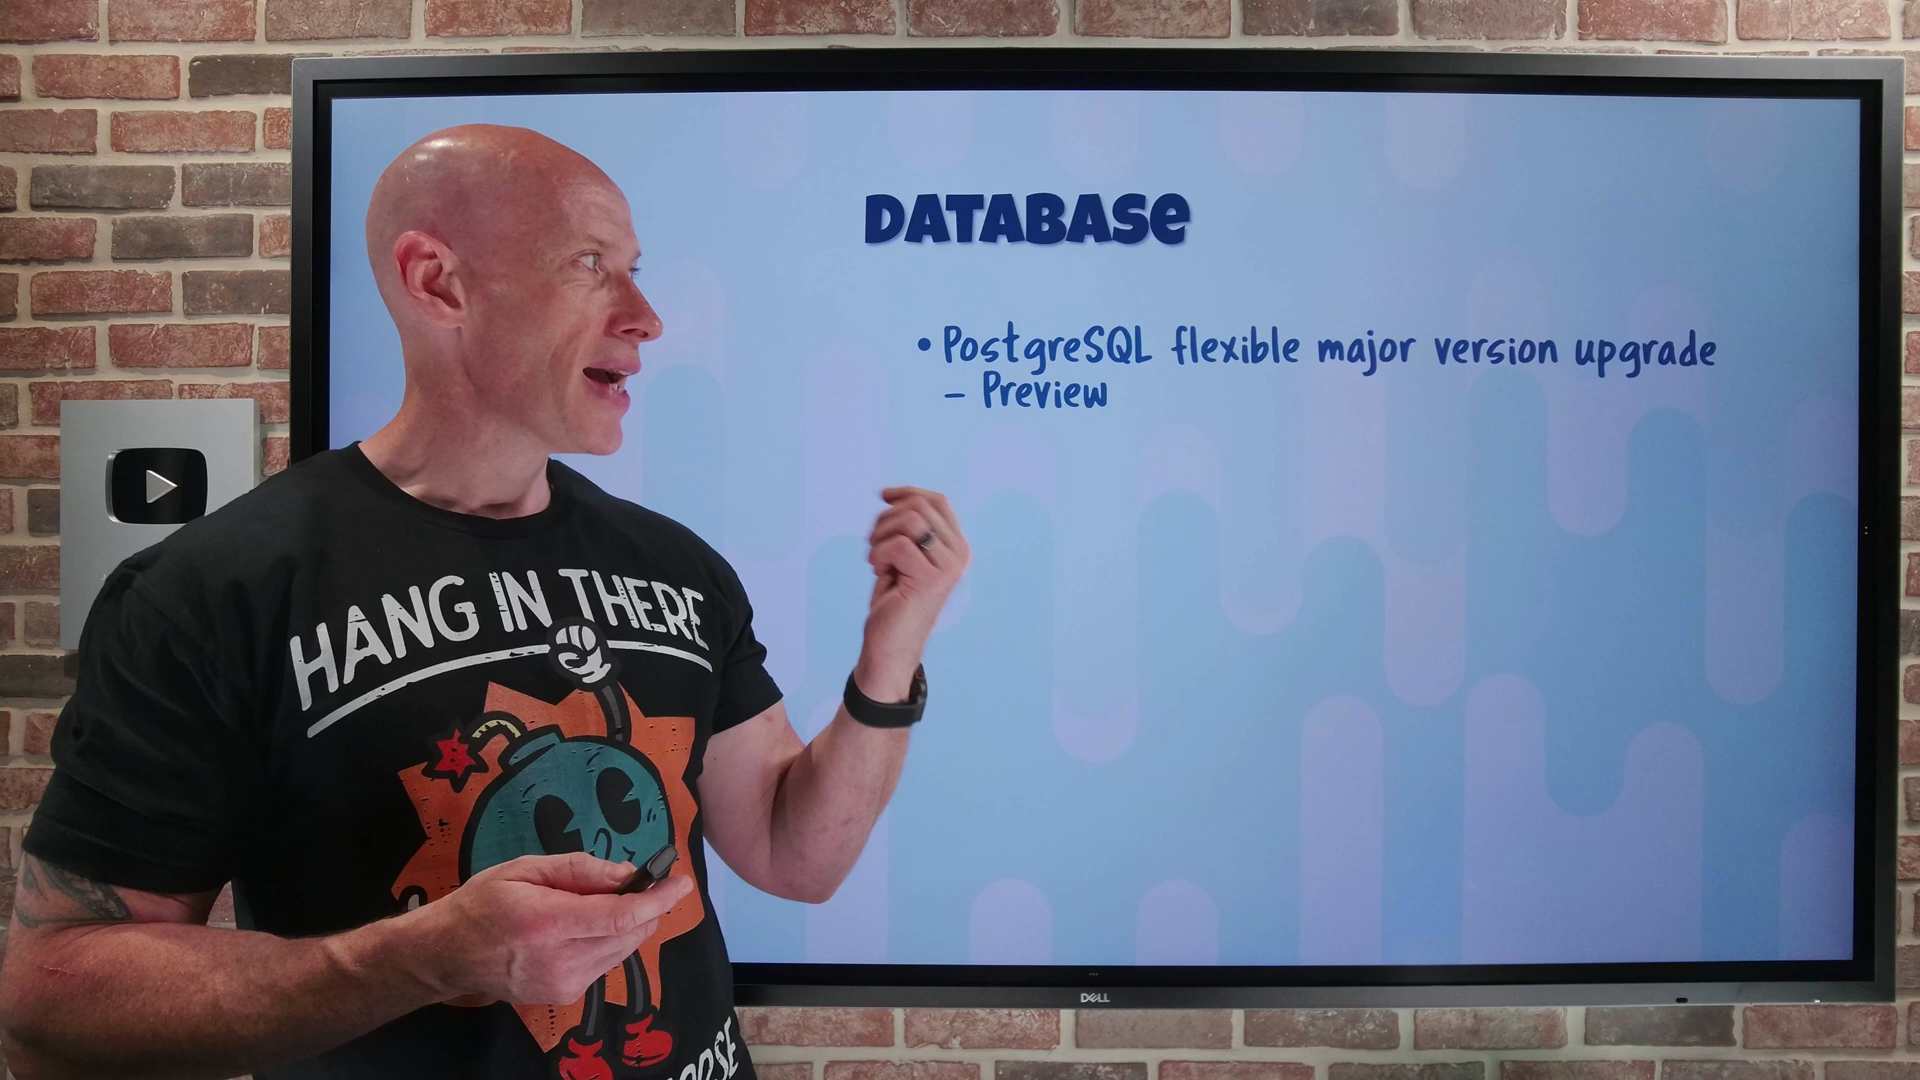 DATABASE
• PostgreSQL flexible major version upgrade
– Preview
HANG IN THERE
DELL